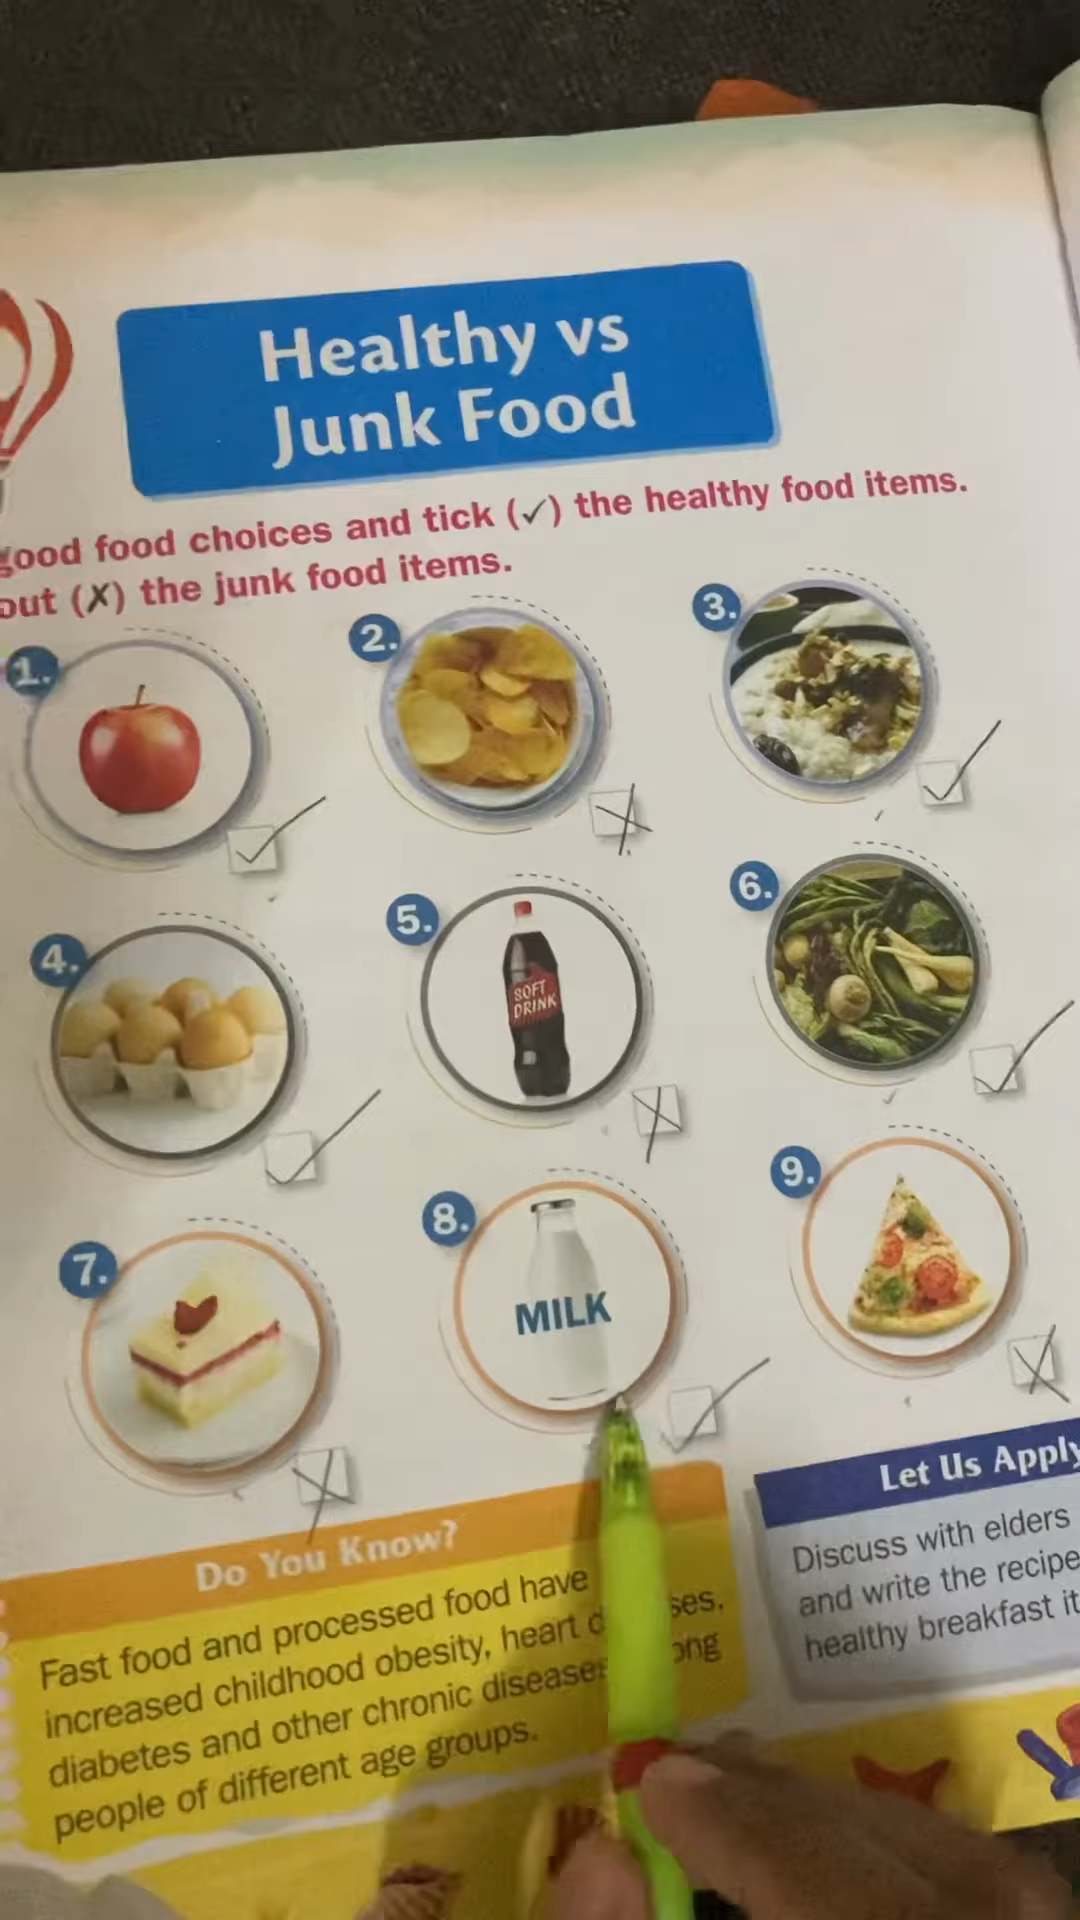 Healthy vs
Junk Food
good food choices and tick (✓) the healthy food items.
out (✗) the junk food items.
1.
2.
3.
4.
5.
SOFT
DRINK
6.
7.
8.
MILK
9.
Do You Know?
Fast food and processed food have
increased childhood obesity, heart
diabetes and other chronic diseases
people of different age groups.
Let Us Apply
Discuss with elders
and write the recipe
healthy breakfast